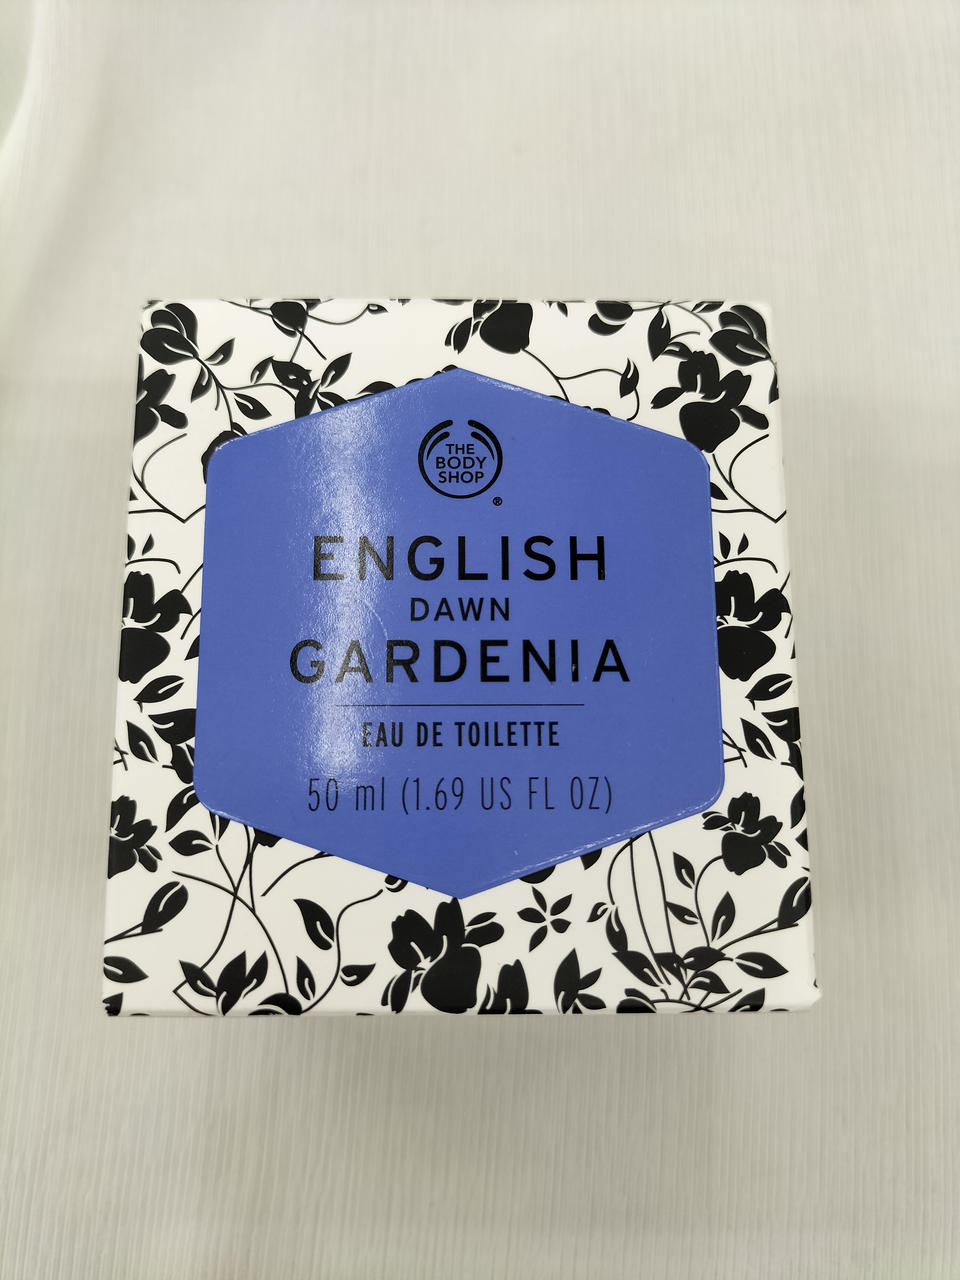 THE
BODY
SHOP
®
ENGLISH
DAWN
GARDENIA
EAU DE TOILETTE
50 ml (1.69 US FL OZ)